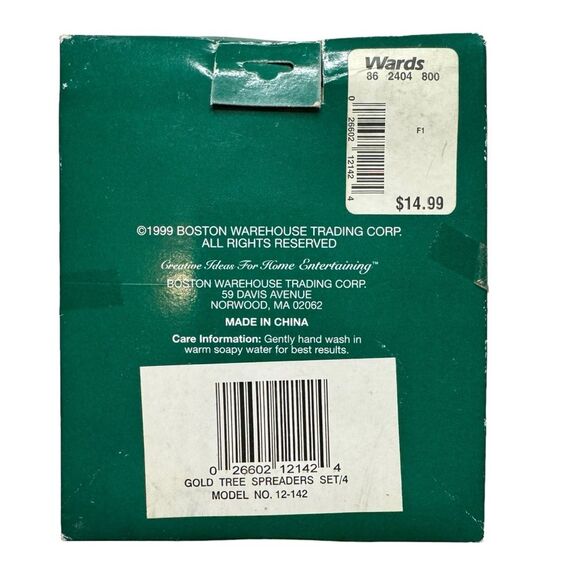 Wards
86 2404 800
0 26602 12142 4
F1
$14.99
©1999 BOSTON WAREHOUSE TRADING CORP.
ALL RIGHTS RESERVED
Creative Ideas For Home Entertaining™
BOSTON WAREHOUSE TRADING CORP.
59 DAVIS AVENUE
NORWOOD, MA 02062
MADE IN CHINA
Care Information: Gently hand wash in
warm soapy water for best results.
0 26602 12142 4
GOLD TREE SPREADERS SET/4
MODEL NO. 12-142